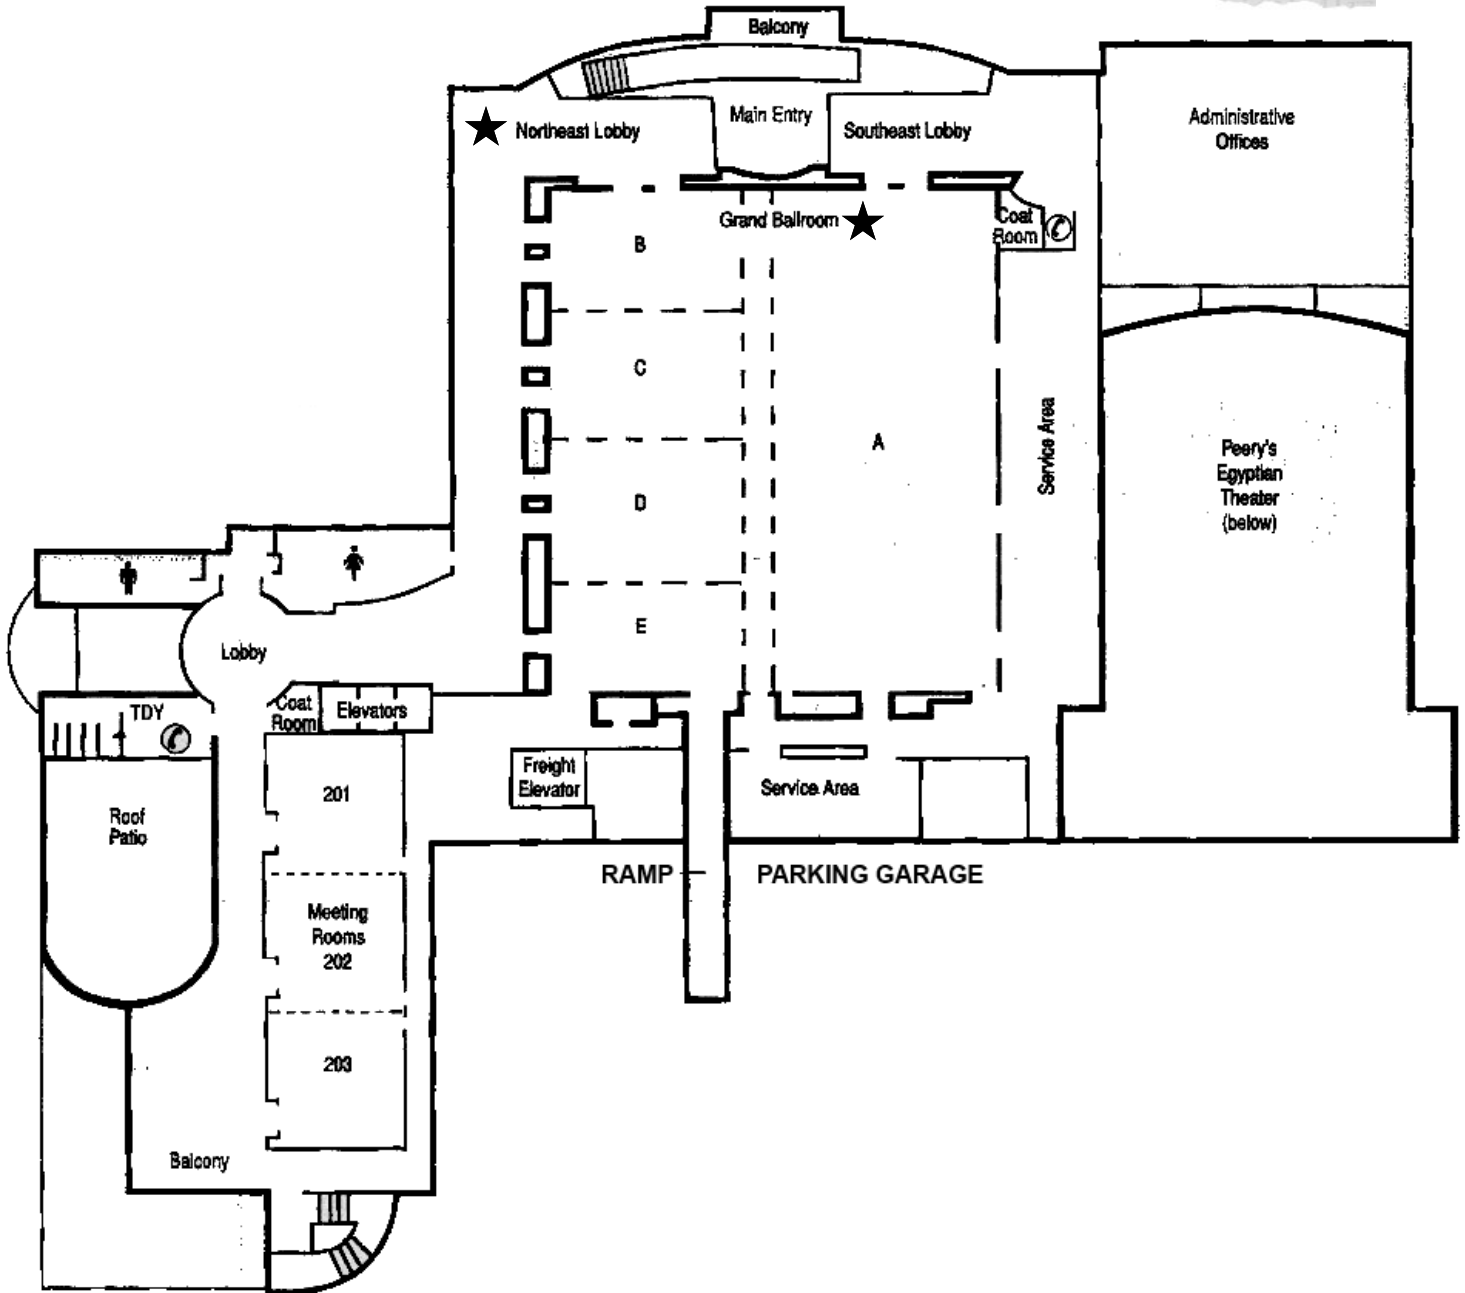 Balcony
Main Entry
Northeast Lobby
Southeast Lobby
Administrative
Offices
Grand Ballroom
Coat
Room
B
C
A
D
E
Service Area
Peery's
Egyptian
Theater
(below)
Lobby
TDY
Coat
Room
Elevators
Freight
Elevator
Service Area
201
Roof
Patio
RAMP
PARKING GARAGE
Meeting
Rooms
202
203
Balcony